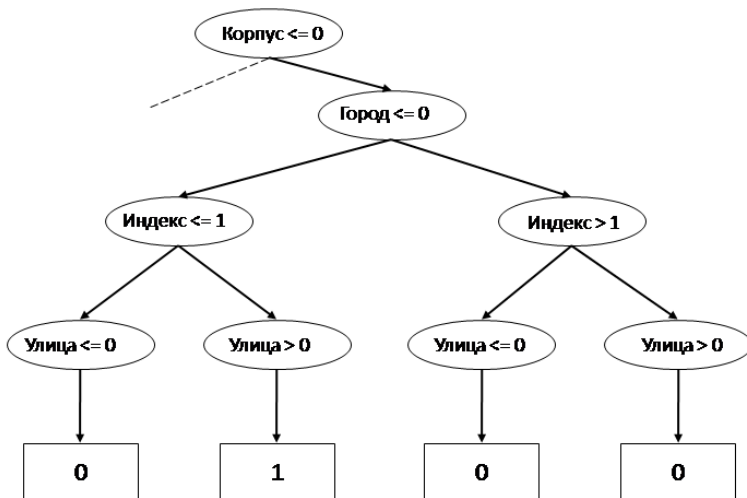 Корпус <= 0
Город <= 0
Индекс <= 1
Индекс > 1
Улица <= 0
Улица > 0
Улица <= 0
Улица > 0
0
1
0
0